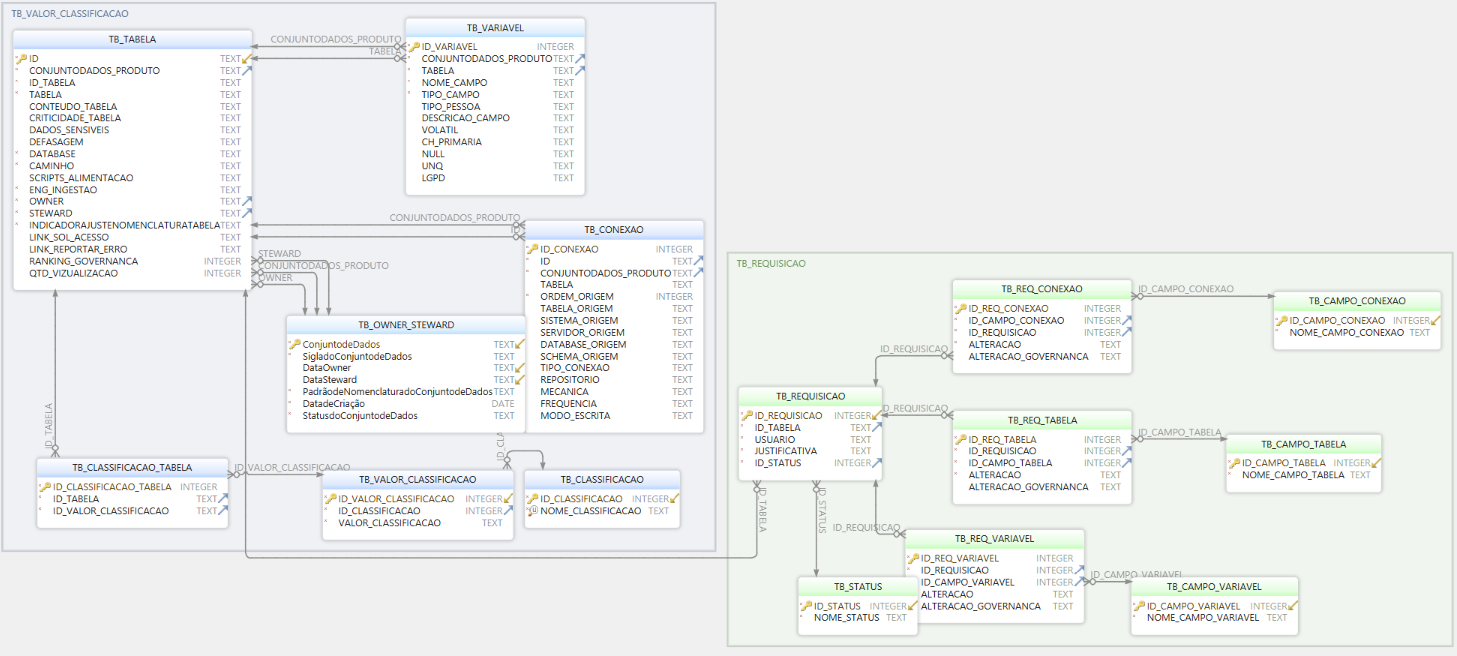 TB_VALOR_CLASSIFICACAO
TB_TABELA
ID TEXT
CONJUNTODADOS_PRODUTO TEXT
ID_TABELA TEXT
TABELA TEXT
CONTEUDO_TABELA TEXT
CRITICIDADE_TABELA TEXT
DADOS_SENSIVEIS TEXT
DEFASAGEM TEXT
DATABASE TEXT
CAMINHO TEXT
SCRIPTS_ALIMENTACAO TEXT
ENG_INGESTAO TEXT
OWNER TEXT
STEWARD TEXT
INDICADORAJUSTENOMENCLATURATABELA TEXT
LINK_SOL_ACESSO TEXT
LINK_REPORTAR_ERRO TEXT
RANKING_GOVERNANCA INTEGER
QTD_VIZUALIZACAO INTEGER
CONJUNTODADOS_PRODUTO
TABELA
TB_VARIAVEL
ID_VARIAVEL INTEGER
CONJUNTODADOS_PRODUTO TEXT
TABELA TEXT
NOME_CAMPO TEXT
TIPO_CAMPO TEXT
TIPO_PESSOA TEXT
DESCRICAO_CAMPO TEXT
VOLATIL TEXT
CH_PRIMARIA TEXT
NULL TEXT
UNQ TEXT
LGPD TEXT
CONJUNTODADOS_PRODUTO
ID
TB_CONEXAO
ID_CONEXAO INTEGER
ID TEXT
CONJUNTODADOS_PRODUTO TEXT
TABELA TEXT
ORDEM_ORIGEM INTEGER
TABELA_ORIGEM TEXT
SISTEMA_ORIGEM TEXT
SERVIDOR_ORIGEM TEXT
DATABASE_ORIGEM TEXT
SCHEMA_ORIGEM TEXT
TIPO_CONEXAO TEXT
REPOSITORIO TEXT
MECANICA TEXT
FREQUENCIA TEXT
MODO_ESCRITA TEXT
STEWARD
CONJUNTODADOS_PRODUTO
OWNER
TB_OWNER_STEWARD
ConjuntodeDados TEXT
SigladoConjuntodeDados TEXT
DataOwner TEXT
DataSteward TEXT
PadrãodeNomenclaturadoConjuntodeDados TEXT
DatadeCriação DATE
StatusdoConjuntodeDados TEXT
ID_TABELA
TB_CLASSIFICACAO_TABELA
ID_CLASSIFICACAO_TABELA INTEGER
ID_TABELA TEXT
ID_VALOR_CLASSIFICACAO TEXT
ID_VALOR_CLASSIFICACAO
TB_VALOR_CLASSIFICACAO
ID_VALOR_CLASSIFICACAO INTEGER
ID_CLASSIFICACAO INTEGER
VALOR_CLASSIFICACAO TEXT
ID_CLA
TB_CLASSIFICACAO
ID_CLASSIFICACAO INTEGER
NOME_CLASSIFICACAO TEXT
TB_REQUISICAO
TB_REQ_CONEXAO
ID_REQ_CONEXAO INTEGER
ID_CAMPO_CONEXAO INTEGER
ID_REQUISICAO INTEGER
ALTERACAO TEXT
ALTERACAO_GOVERNANCA TEXT
ID_CAMPO_CONEXAO
TB_CAMPO_CONEXAO
ID_CAMPO_CONEXAO INTEGER
NOME_CAMPO_CONEXAO TEXT
ID_REQUISICAO
TB_REQUISICAO
ID_REQUISICAO INTEGER
ID_TABELA TEXT
USUARIO TEXT
JUSTIFICATIVA TEXT
ID_STATUS INTEGER
ID_REQUISICAO
TB_REQ_TABELA
ID_REQ_TABELA INTEGER
ID_REQUISICAO INTEGER
ID_CAMPO_TABELA INTEGER
ALTERACAO TEXT
ALTERACAO_GOVERNANCA TEXT
ID_CAMPO_TABELA
TB_CAMPO_TABELA
ID_CAMPO_TABELA INTEGER
NOME_CAMPO_TABELA TEXT
ID_TABELA
ID_STATUS
ID_REQUISICAO
TB_REQ_VARIAVEL
ID_REQ_VARIAVEL INTEGER
ID_REQUISICAO INTEGER
ID_CAMPO_VARIAVEL INTEGER
ALTERACAO TEXT
ALTERACAO_GOVERNANCA TEXT
TB_STATUS
ID_STATUS INTEGER
NOME_STATUS TEXT
ID_CAMPO_VARIAVEL
TB_CAMPO_VARIAVEL
ID_CAMPO_VARIAVEL INTEGER
NOME_CAMPO_VARIAVEL TEXT